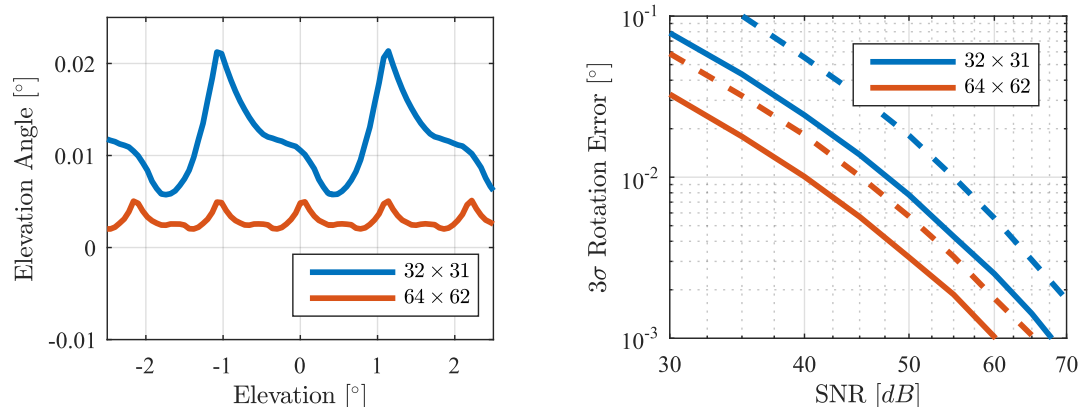 0.02
0.01
0
-0.01
-2
-1
0
1
2
Elevation Angle [°]
Elevation [°]
32 × 31
64 × 62
10^-1
10^-2
10^-3
30
40
50
60
70
3σ Rotation Error [°]
SNR [dB]
32 × 31
64 × 62